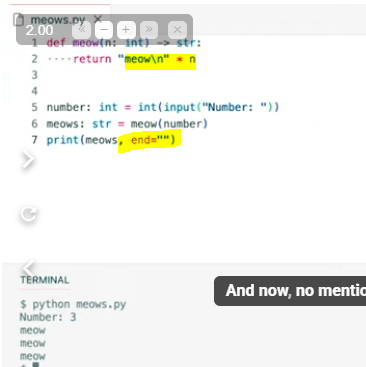 meows.py ×
2.00 « − + » ×
1 def meow(n: int) -> str:
2 ····return "meow\n" * n
3
4
5 number: int = int(input("Number: "))
6 meows: str = meow(number)
7 print(meows, end="")
TERMINAL
And now, no mentic
$ python meows.py
Number: 3
meow
meow
meow
$